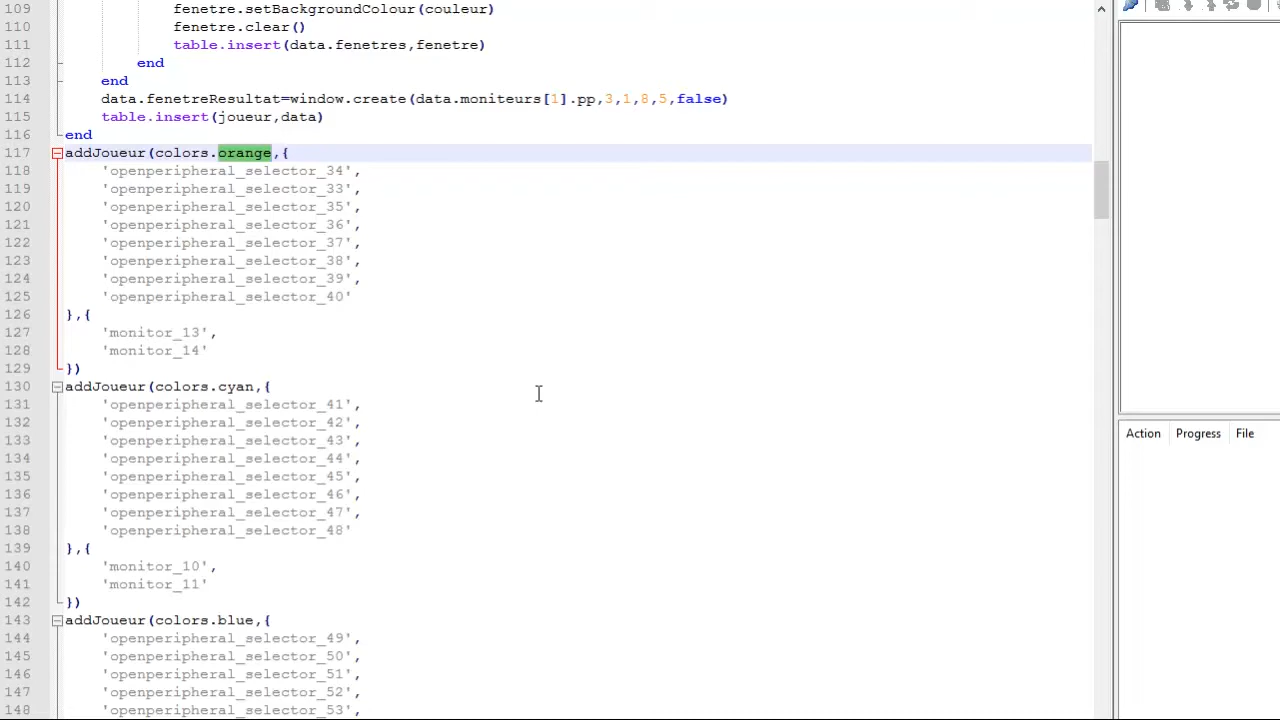 109 fenetre.setBackgroundColour(couleur)
110 fenetre.clear()
111 table.insert(data.fenetres,fenetre)
112 end
113 end
114 data.fenetreResultat=window.create(data.moniteurs[1].pp,3,1,8,5,false)
115 table.insert(joueur,data)
116 end
117 addJoueur(colors.orange,{
118 'openperipheral_selector_34',
119 'openperipheral_selector_33',
120 'openperipheral_selector_35',
121 'openperipheral_selector_36',
122 'openperipheral_selector_37',
123 'openperipheral_selector_38',
124 'openperipheral_selector_39',
125 'openperipheral_selector_40'
126 },{
127 'monitor_13',
128 'monitor_14'
129 })
130 addJoueur(colors.cyan,{
131 'openperipheral_selector_41',
132 'openperipheral_selector_42',
133 'openperipheral_selector_43',
134 'openperipheral_selector_44',
135 'openperipheral_selector_45',
136 'openperipheral_selector_46',
137 'openperipheral_selector_47',
138 'openperipheral_selector_48'
139 },{
140 'monitor_10',
141 'monitor_11'
142 })
143 addJoueur(colors.blue,{
144 'openperipheral_selector_49',
145 'openperipheral_selector_50',
146 'openperipheral_selector_51',
147 'openperipheral_selector_52',
148 'openperipheral_selector_53',
Action Progress File